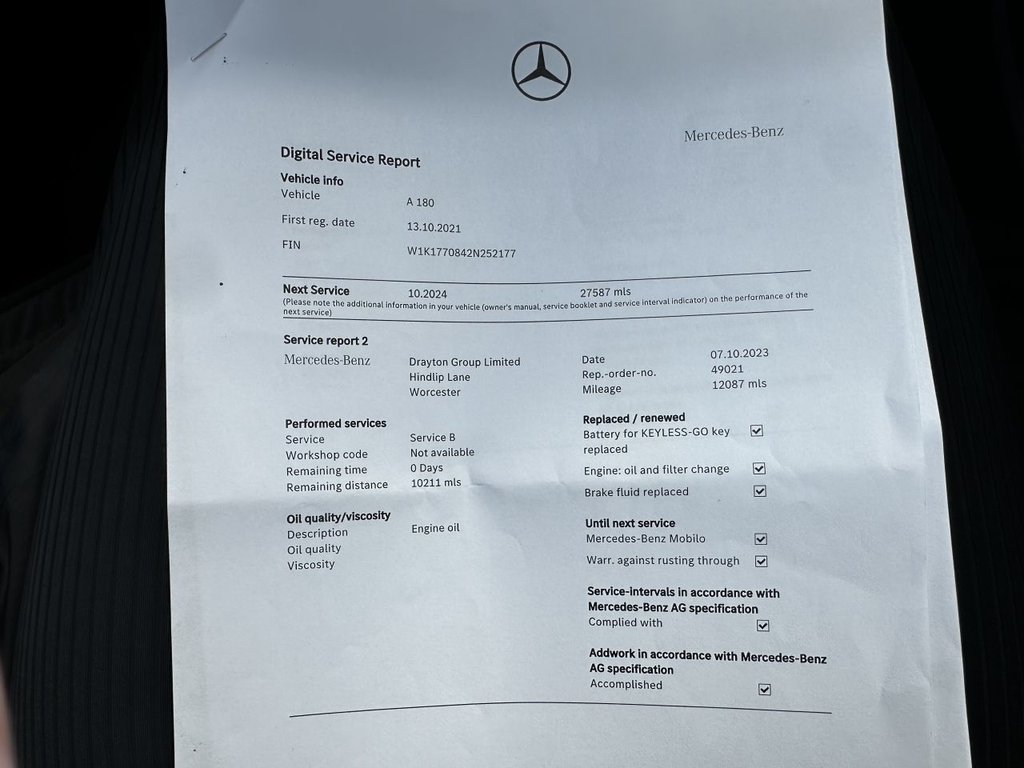 Mercedes-Benz
Digital Service Report
Vehicle info
Vehicle A 180
First reg. date 13.10.2021
FIN W1K1770842N252177
Next Service 10.2024 27587 mls
(Please note the additional information in your vehicle (owner's manual, service booklet and service interval indicator) on the performance of the
next service)
Service report 2
Mercedes-Benz Drayton Group Limited
Hindlip Lane
Worcester
Date 07.10.2023
Rep.-order-no. 49021
Mileage 12087 mls
Performed services
Service Service B
Workshop code Not available
Remaining time 0 Days
Remaining distance 10211 mls
Oil quality/viscosity
Description Engine oil
Oil quality
Viscosity
Replaced / renewed
Battery for KEYLESS-GO key
replaced
Engine: oil and filter change
Brake fluid replaced
Until next service
Mercedes-Benz Mobilo
Warr. against rusting through
Service-intervals in accordance with
Mercedes-Benz AG specification
Complied with
Addwork in accordance with Mercedes-Benz
AG specification
Accomplished